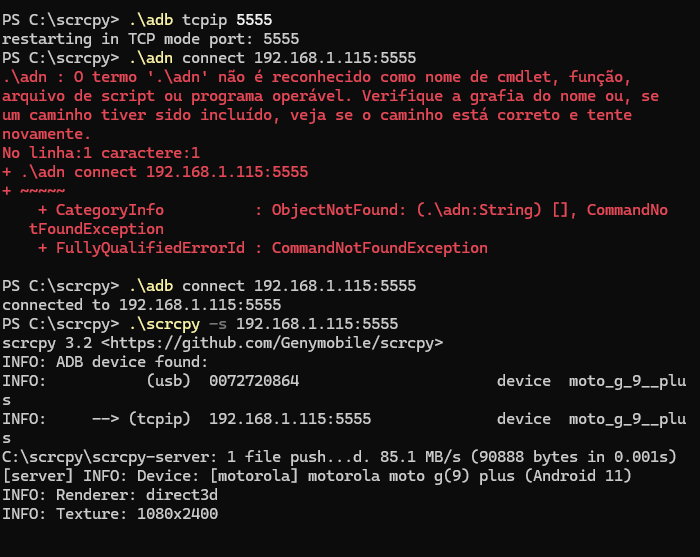 PS C:\scrcpy> .\adb tcpip 5555
restarting in TCP mode port: 5555
PS C:\scrcpy> .\adn connect 192.168.1.115:5555
.\adn : O termo '.\adn' não é reconhecido como nome de cmdlet, função,
arquivo de script ou programa operável. Verifique a grafia do nome ou, se
um caminho tiver sido incluído, veja se o caminho está correto e tente
novamente.
No linha:1 caractere:1
+ .\adn connect 192.168.1.115:5555
+ ~~~~~
    + CategoryInfo          : ObjectNotFound: (.\adn:String) [], CommandNo
   tFoundException
    + FullyQualifiedErrorId : CommandNotFoundException

PS C:\scrcpy> .\adb connect 192.168.1.115:5555
connected to 192.168.1.115:5555
PS C:\scrcpy> .\scrcpy -s 192.168.1.115:5555
scrcpy 3.2 <https://github.com/Genymobile/scrcpy>
INFO: ADB device found:
INFO:           (usb)  0072720864                      device  moto_g_9__plu
s
INFO:     --> (tcpip)  192.168.1.115:5555              device  moto_g_9__plu
s
C:\scrcpy\scrcpy-server: 1 file push...d. 85.1 MB/s (90888 bytes in 0.001s)
[server] INFO: Device: [motorola] motorola moto g(9) plus (Android 11)
INFO: Renderer: direct3d
INFO: Texture: 1080x2400